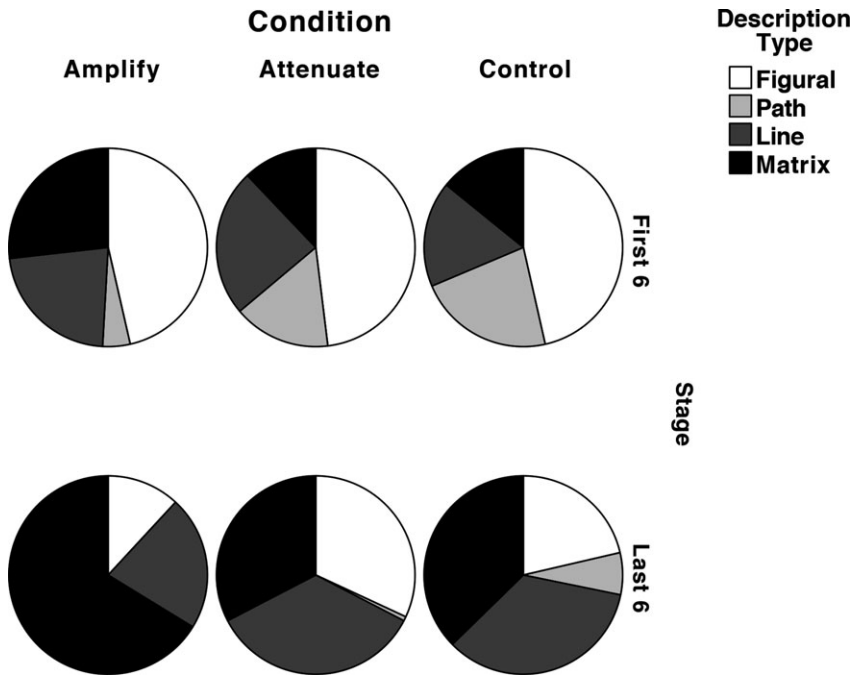 Condition
Amplify Attenuate Control
Description
Type
Figural
Path
Line
Matrix
First 6
Stage
Last 6